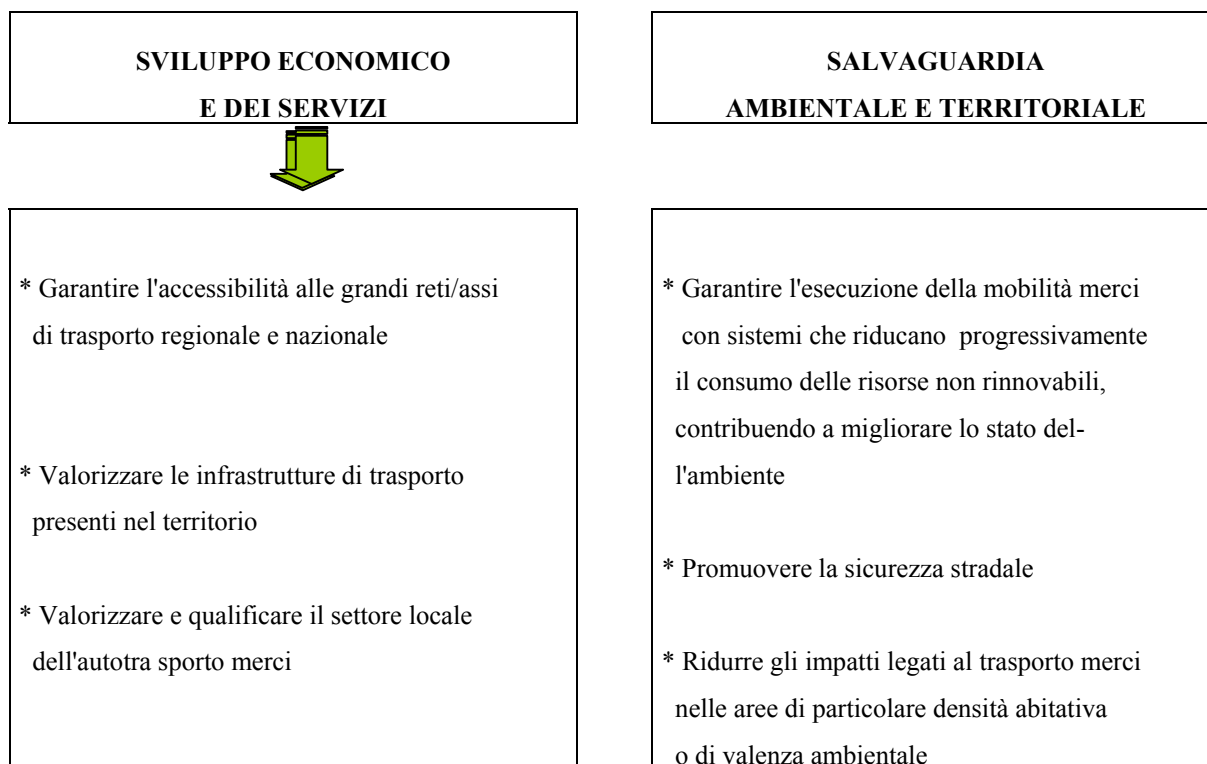 SVILUPPO ECONOMICO
E DEI SERVIZI
* Garantire l'accessibilità alle grandi reti/assi
di trasporto regionale e nazionale
* Valorizzare le infrastrutture di trasporto
presenti nel territorio
* Valorizzare e qualificare il settore locale
dell'autotra sporto merci
SALVAGUARDIA
AMBIENTALE E TERRITORIALE
* Garantire l'esecuzione della mobilità merci
con sistemi che riducano progressivamente
il consumo delle risorse non rinnovabili,
contribuendo a migliorare lo stato del-
l'ambiente
* Promuovere la sicurezza stradale
* Ridurre gli impatti legati al trasporto merci
nelle aree di particolare densità abitativa
o di valenza ambientale